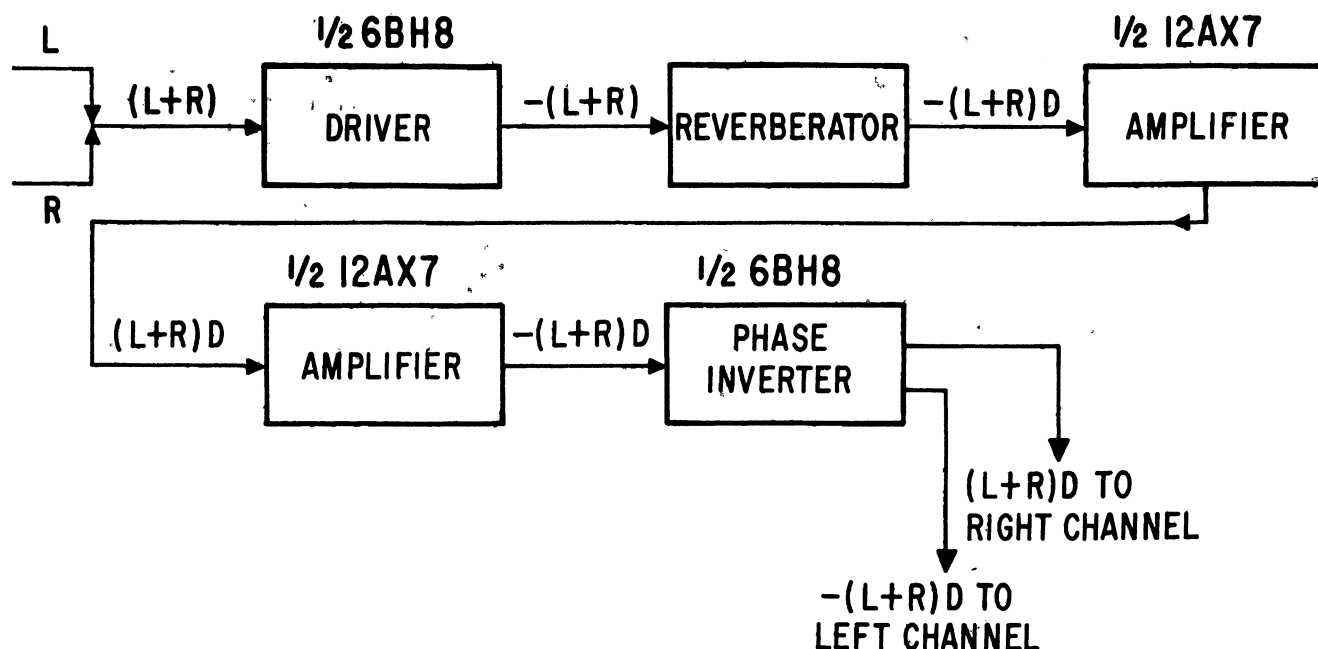 L
1/2 6BH8
1/2 12AX7
(L+R)
DRIVER
-(L+R)
REVERBERATOR
-(L+R)D
AMPLIFIER
R
1/2 12AX7
1/2 6BH8
(L+R)D
AMPLIFIER
-(L+R)D
PHASE
INVERTER
(L+R)D TO
RIGHT CHANNEL
-(L+R)D TO
LEFT CHANNEL